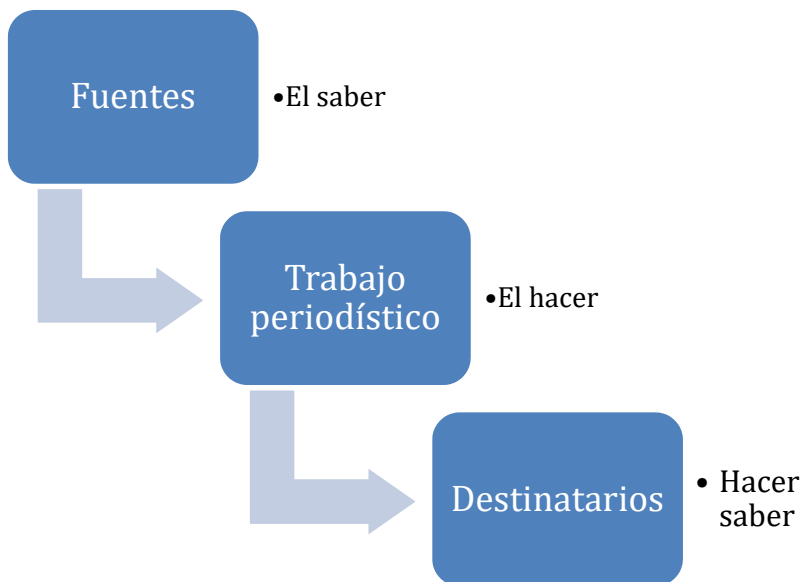 Fuentes
•El saber
Trabajo
periodístico
•El hacer
Destinatarios
• Hacer
saber